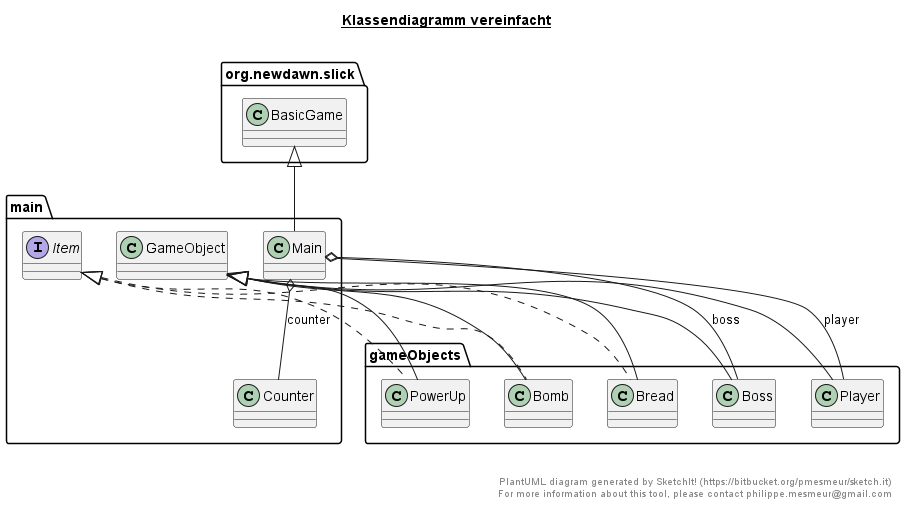 Klassendiagramm vereinfacht
org.newdawn.slick
C BasicGame
main
I Item
C GameObject
C Main
counter
boss
player
gameObjects
C Counter
C PowerUp
C Bomb
C Bread
C Boss
C Player
PlantUML diagram generated by SketchIt! (https://bitbucket.org/pmesmeur/sketch.it)
For more information about this tool, please contact philippe.mesmeur@gmail.com